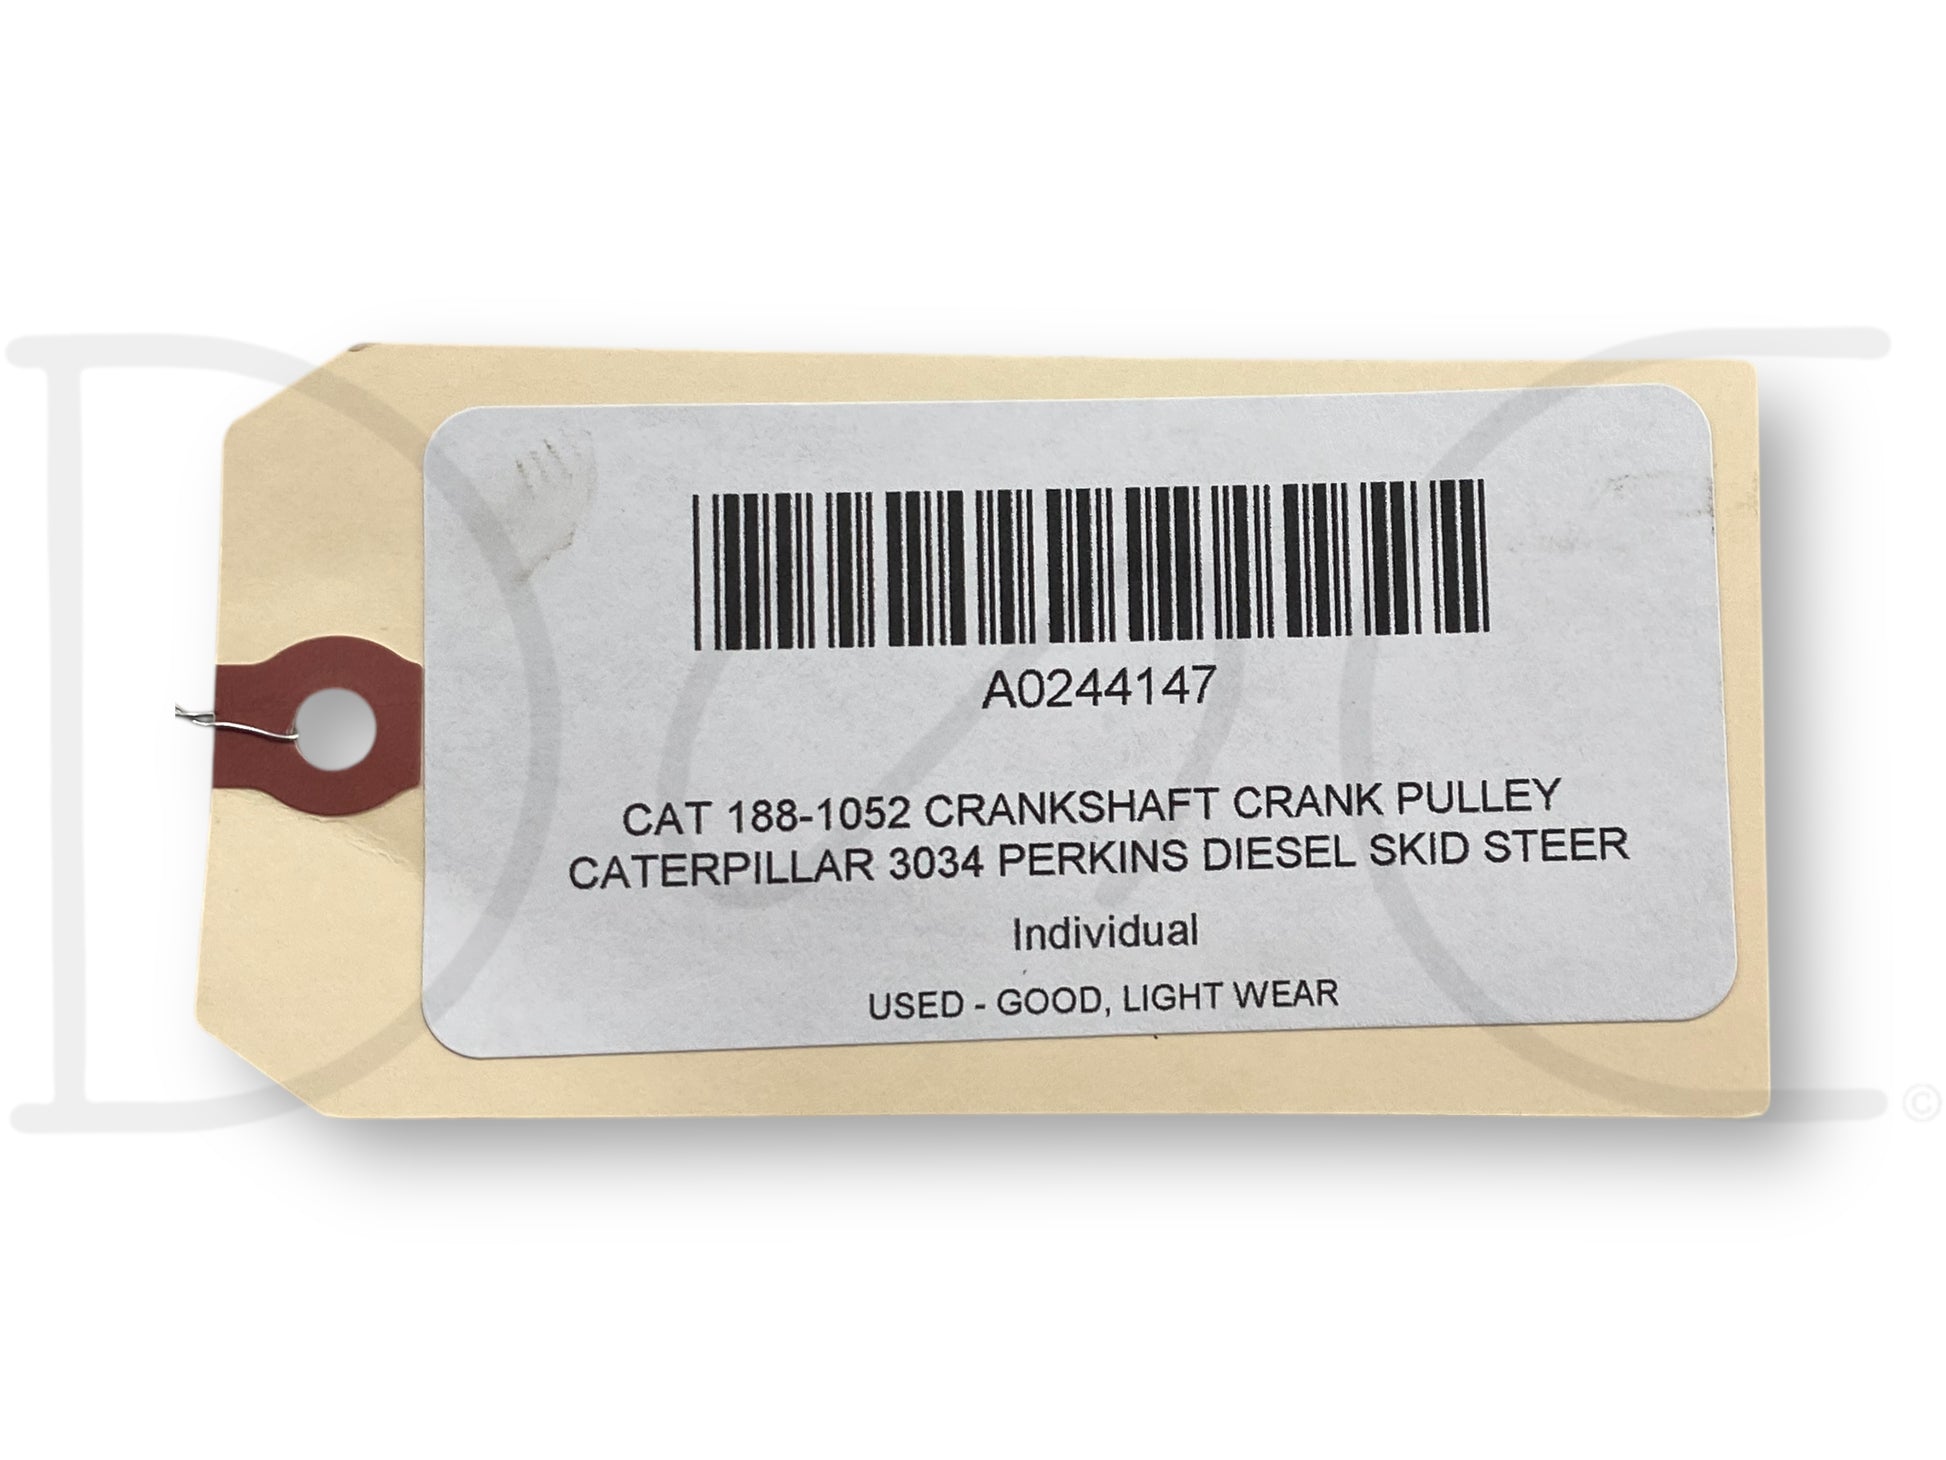 A0244147
CAT 188-1052 CRANKSHAFT CRANK PULLEY
CATERPILLAR 3034 PERKINS DIESEL SKID STEER
Individual
USED - GOOD, LIGHT WEAR
©